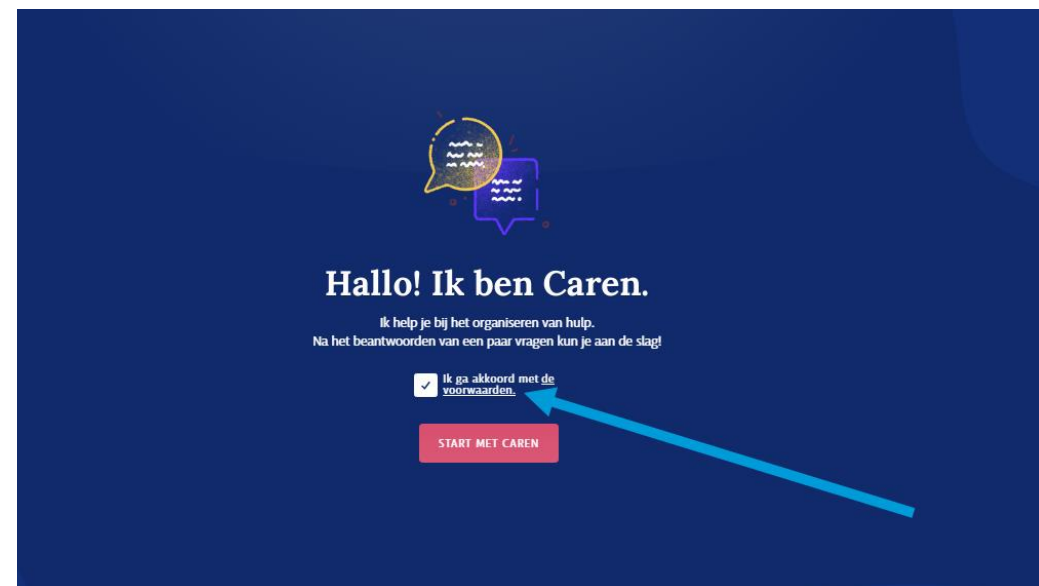 Hallo! Ik ben Caren.
Ik help je bij het organiseren van hulp.
Na het beantwoorden van een paar vragen kun je aan de slag!
Ik ga akkoord met de
voorwaarden.
START MET CAREN